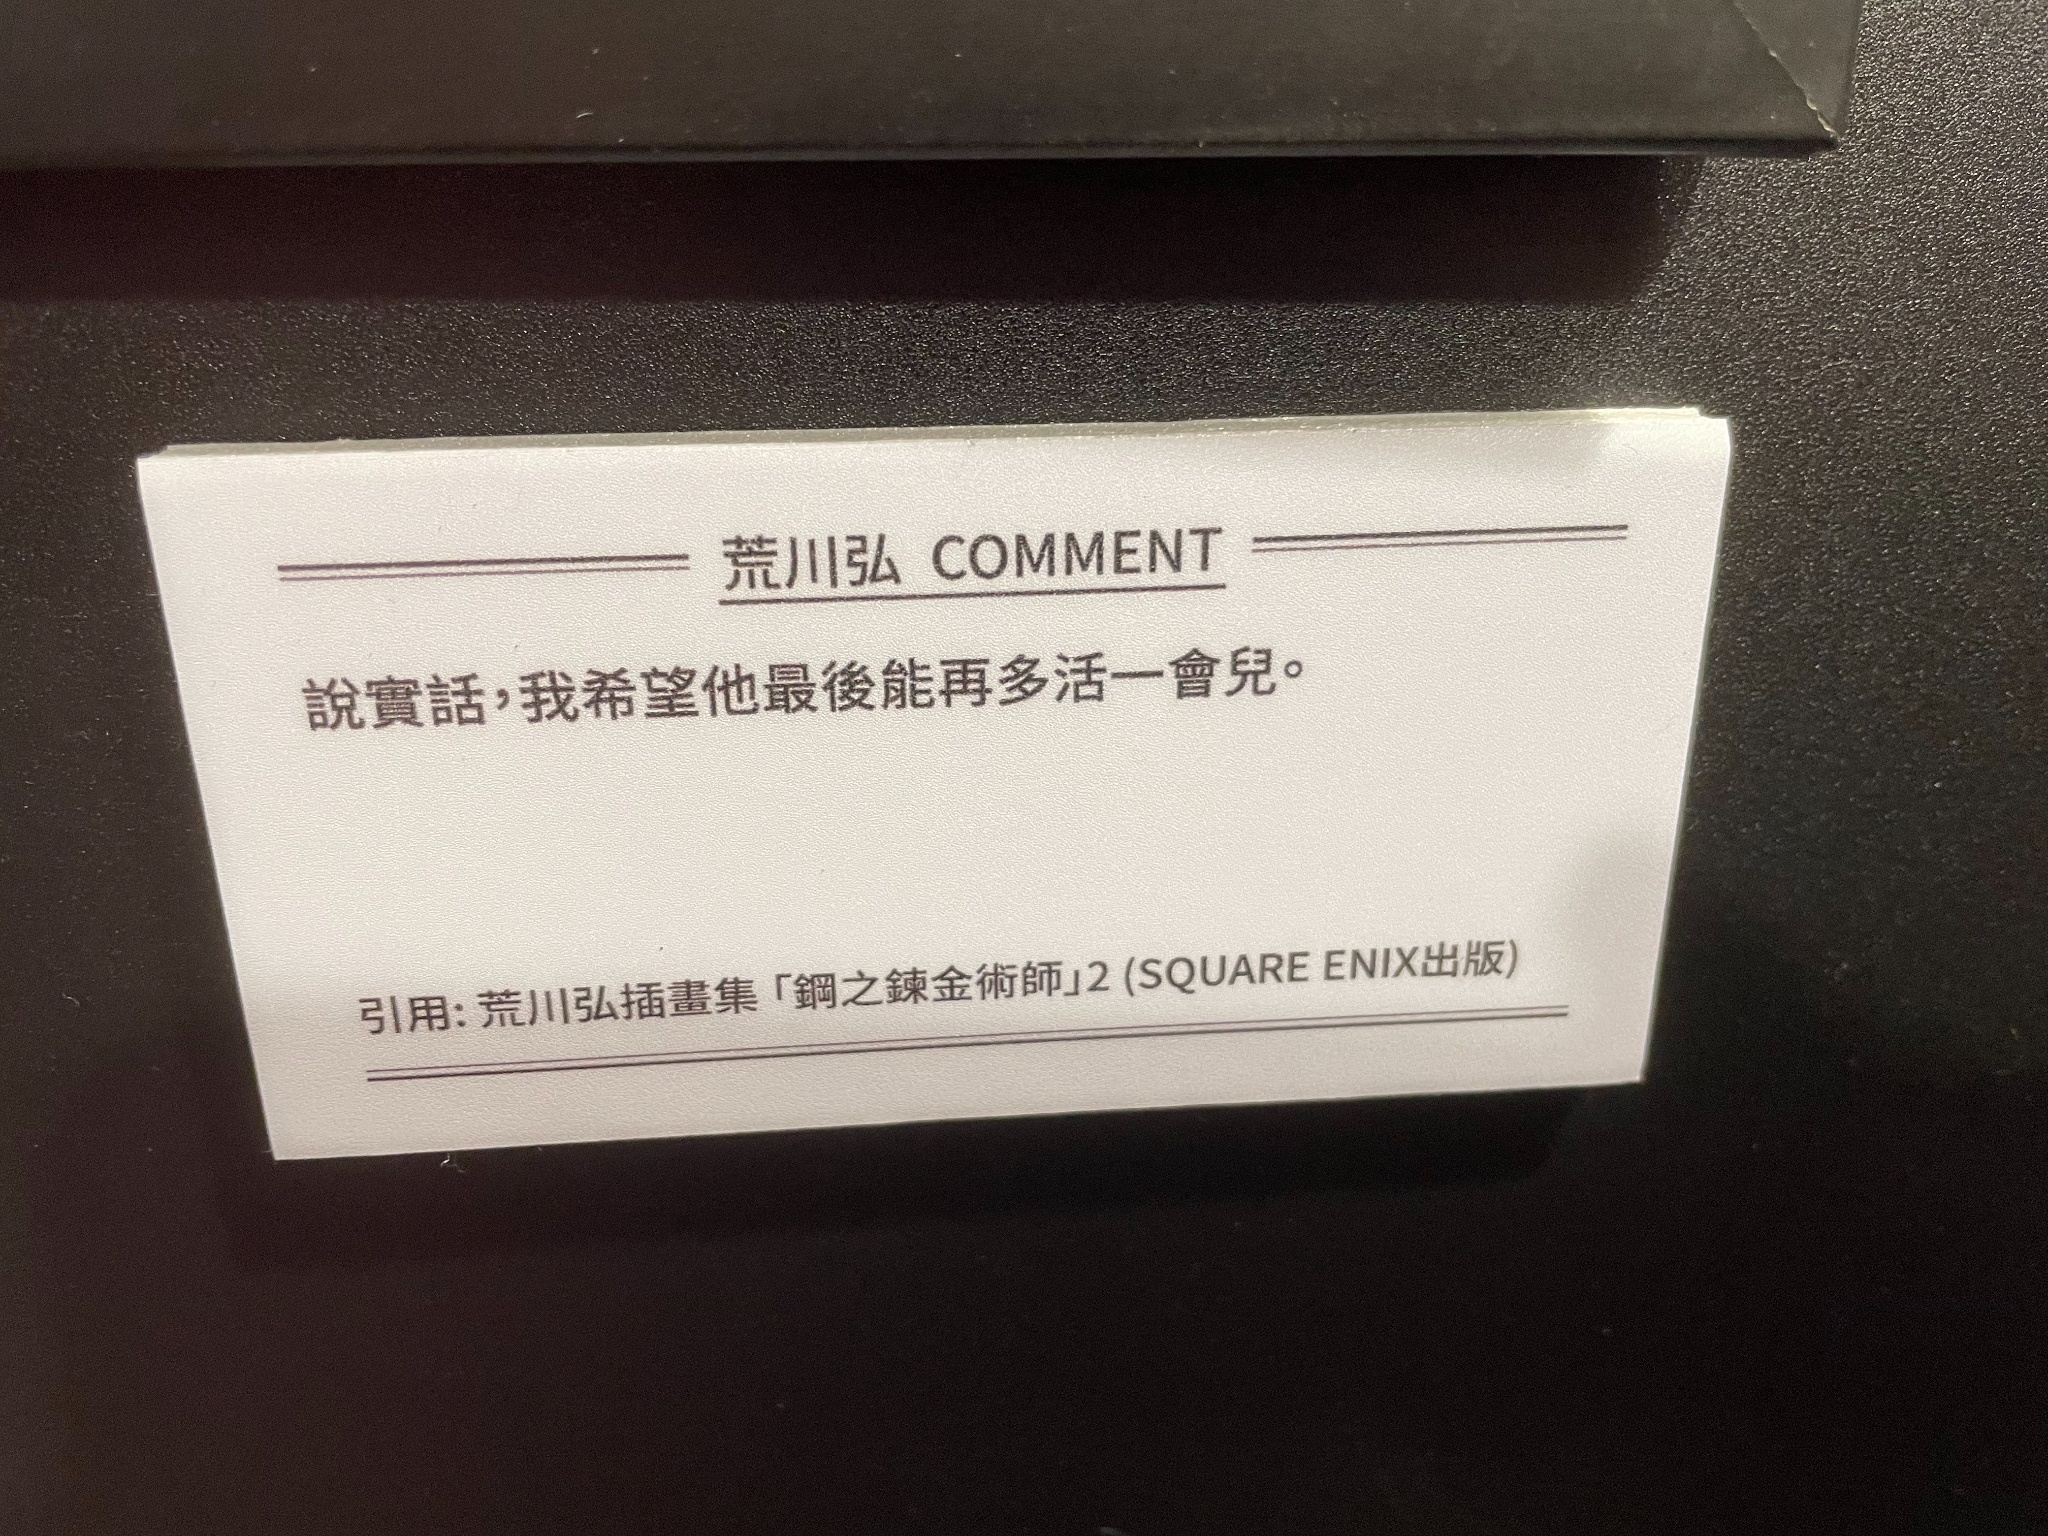 荒川弘 COMMENT
說實話，我希望他最後能再多活一會兒。
引用: 荒川弘插畫集「鋼之鍊金術師」2 (SQUARE ENIX出版)